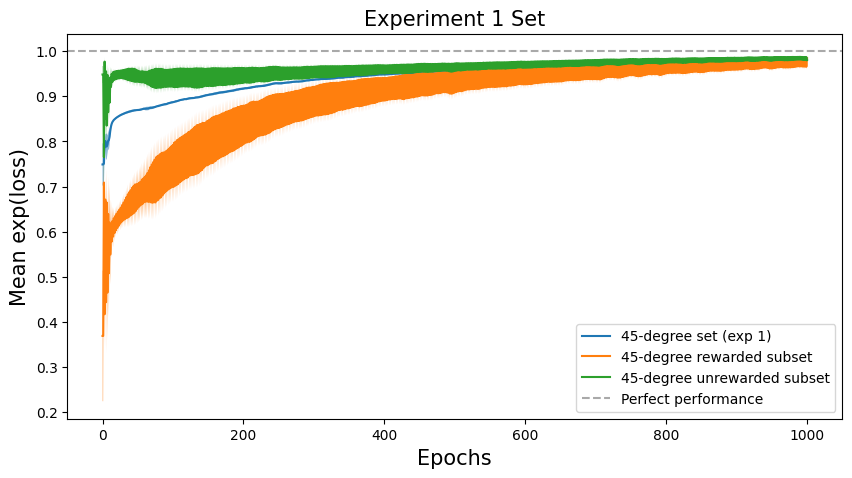 Experiment 1 Set
Mean exp(loss)
1.0
0.9
0.8
0.7
0.6
0.5
0.4
0.3
0.2
45-degree set (exp 1)
45-degree rewarded subset
45-degree unrewarded subset
Perfect performance
0 200 400 600 800 1000
Epochs